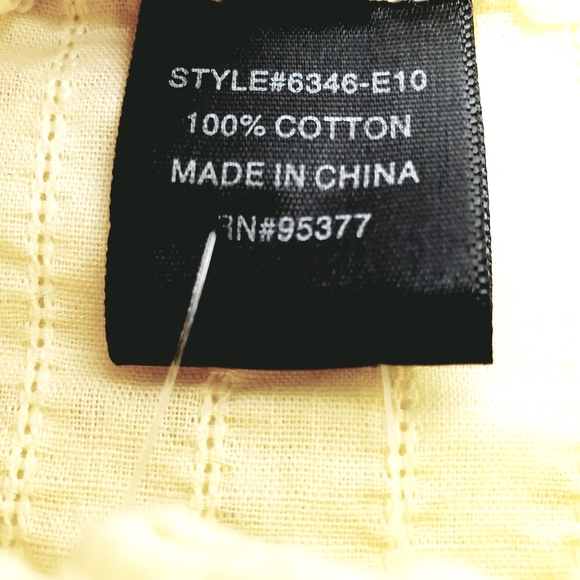 STYLE#6346-E10
100% COTTON
MADE IN CHINA
RN#95377